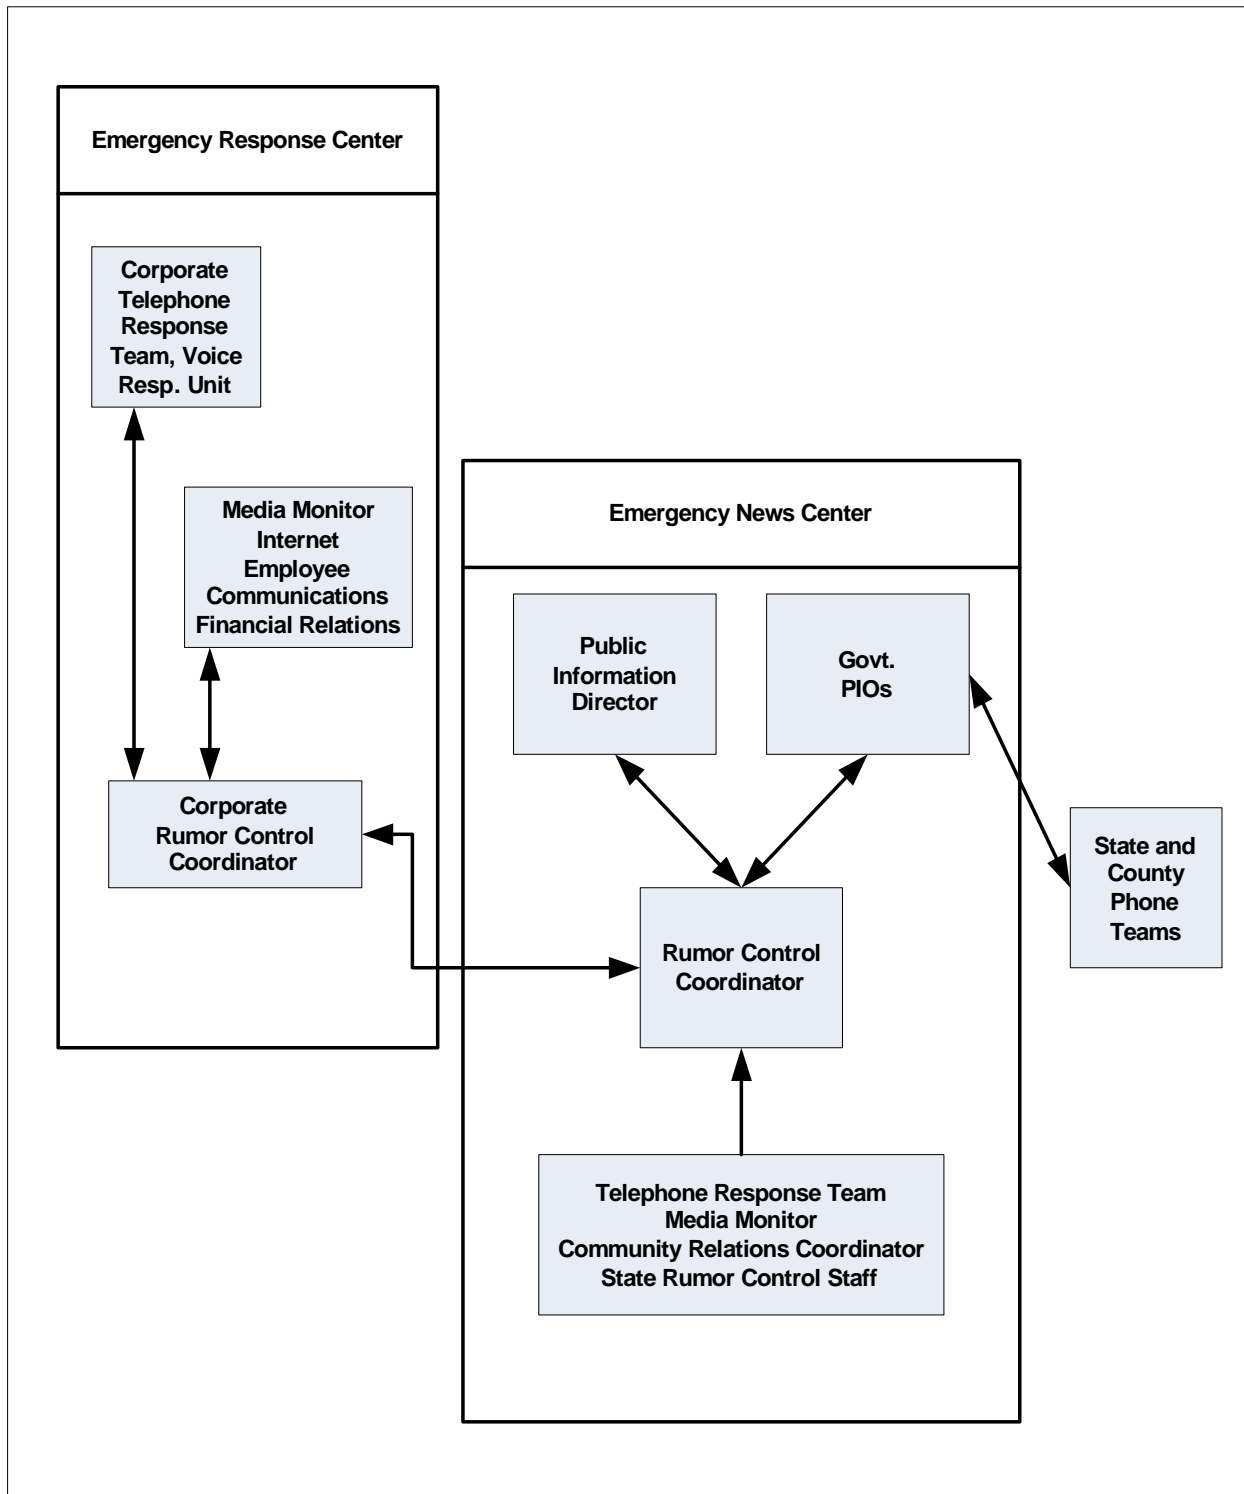 Emergency Response Center
Corporate
Telephone
Response
Team, Voice
Resp. Unit
Media Monitor
Internet
Employee
Communications
Financial Relations
Corporate
Rumor Control
Coordinator
Emergency News Center
Public
Information
Director
Govt.
PIOs
State and
County
Phone
Teams
Rumor Control
Coordinator
Telephone Response Team
Media Monitor
Community Relations Coordinator
State Rumor Control Staff